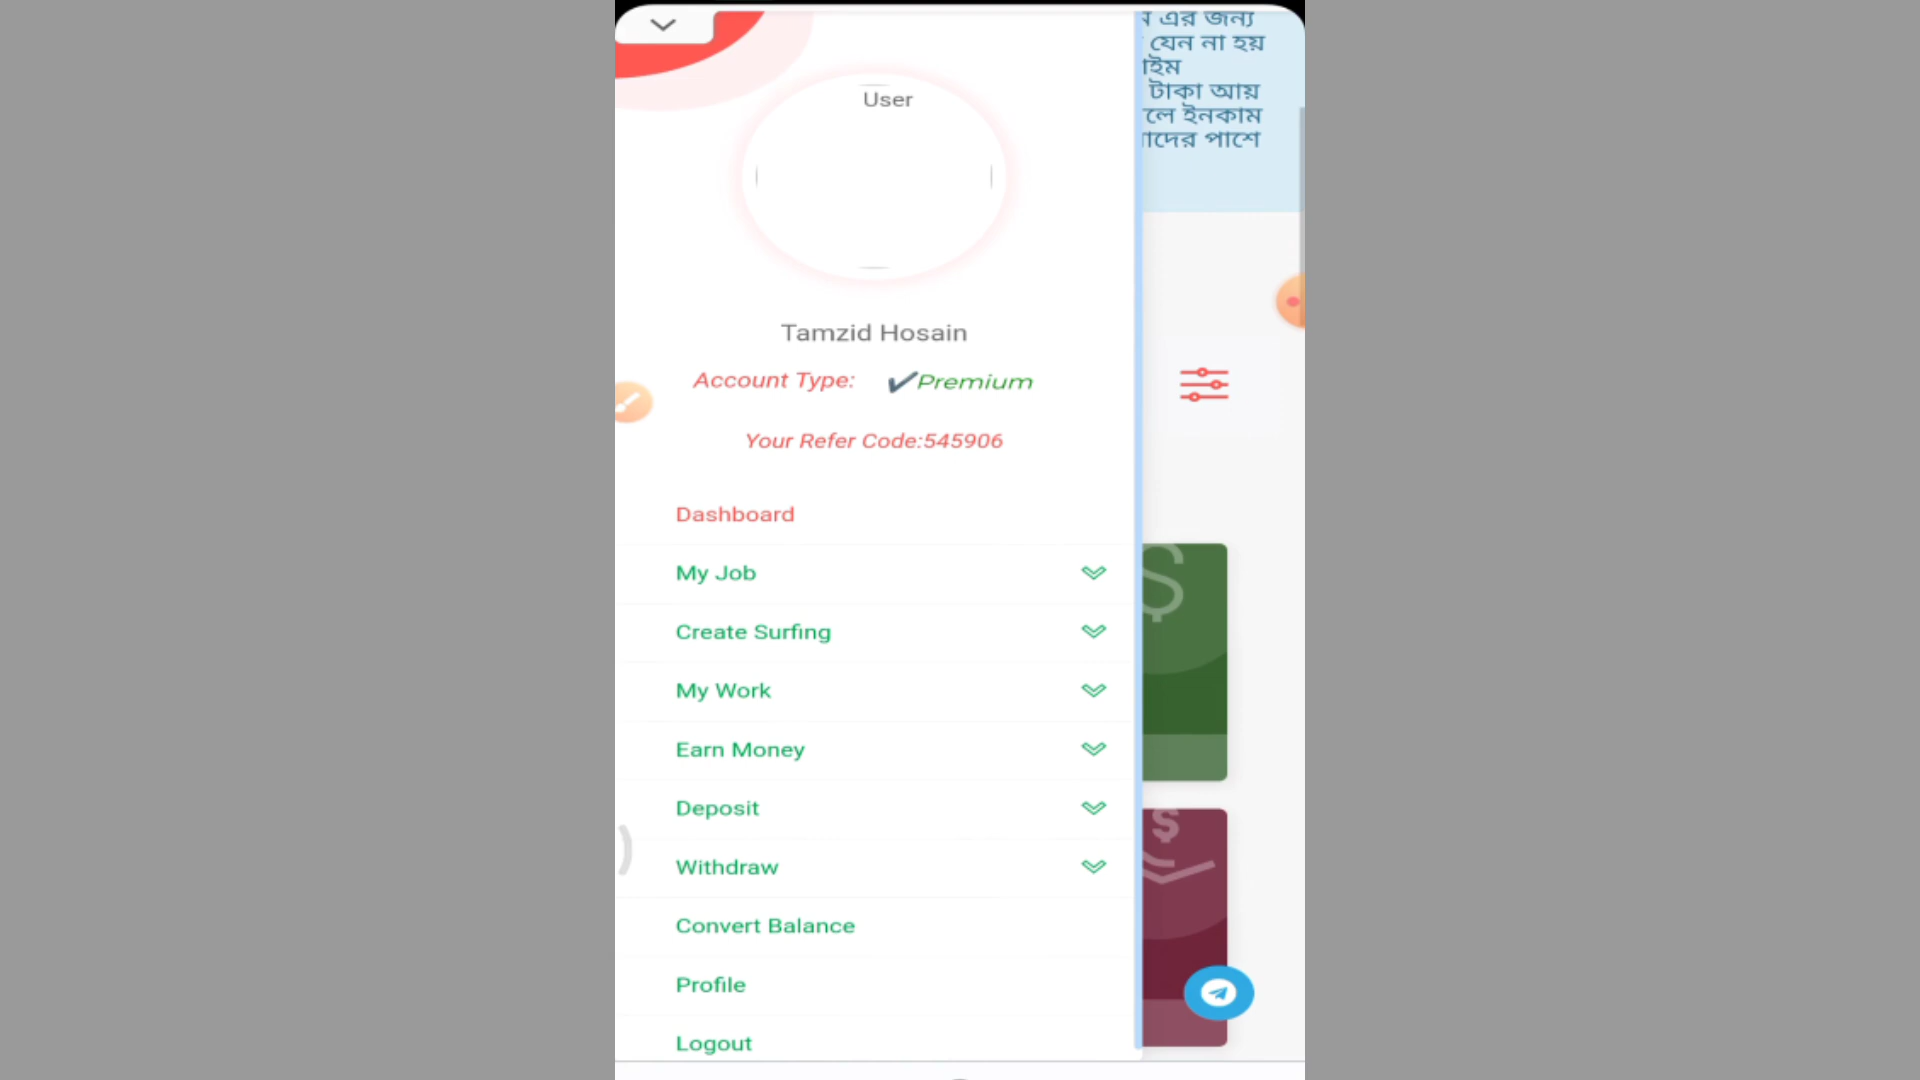 এর জন্য
যেন না হয়
টাকা আয়
ইনকাম
পাশে
User
Tamzid Hosain
Account Type: ✔Premium
Your Refer Code:545906
Dashboard
My Job
Create Surfing
My Work
Earn Money
Deposit
Withdraw
Convert Balance
Profile
Logout